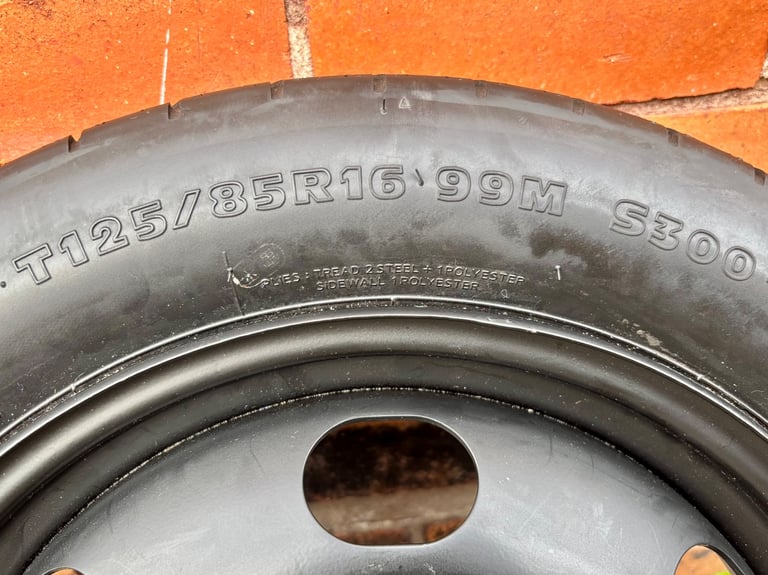 T125/85R16 99M S300
PLIES : TREAD 2 STEEL + 1 POLYESTER
SIDEWALL 1 POLYESTER